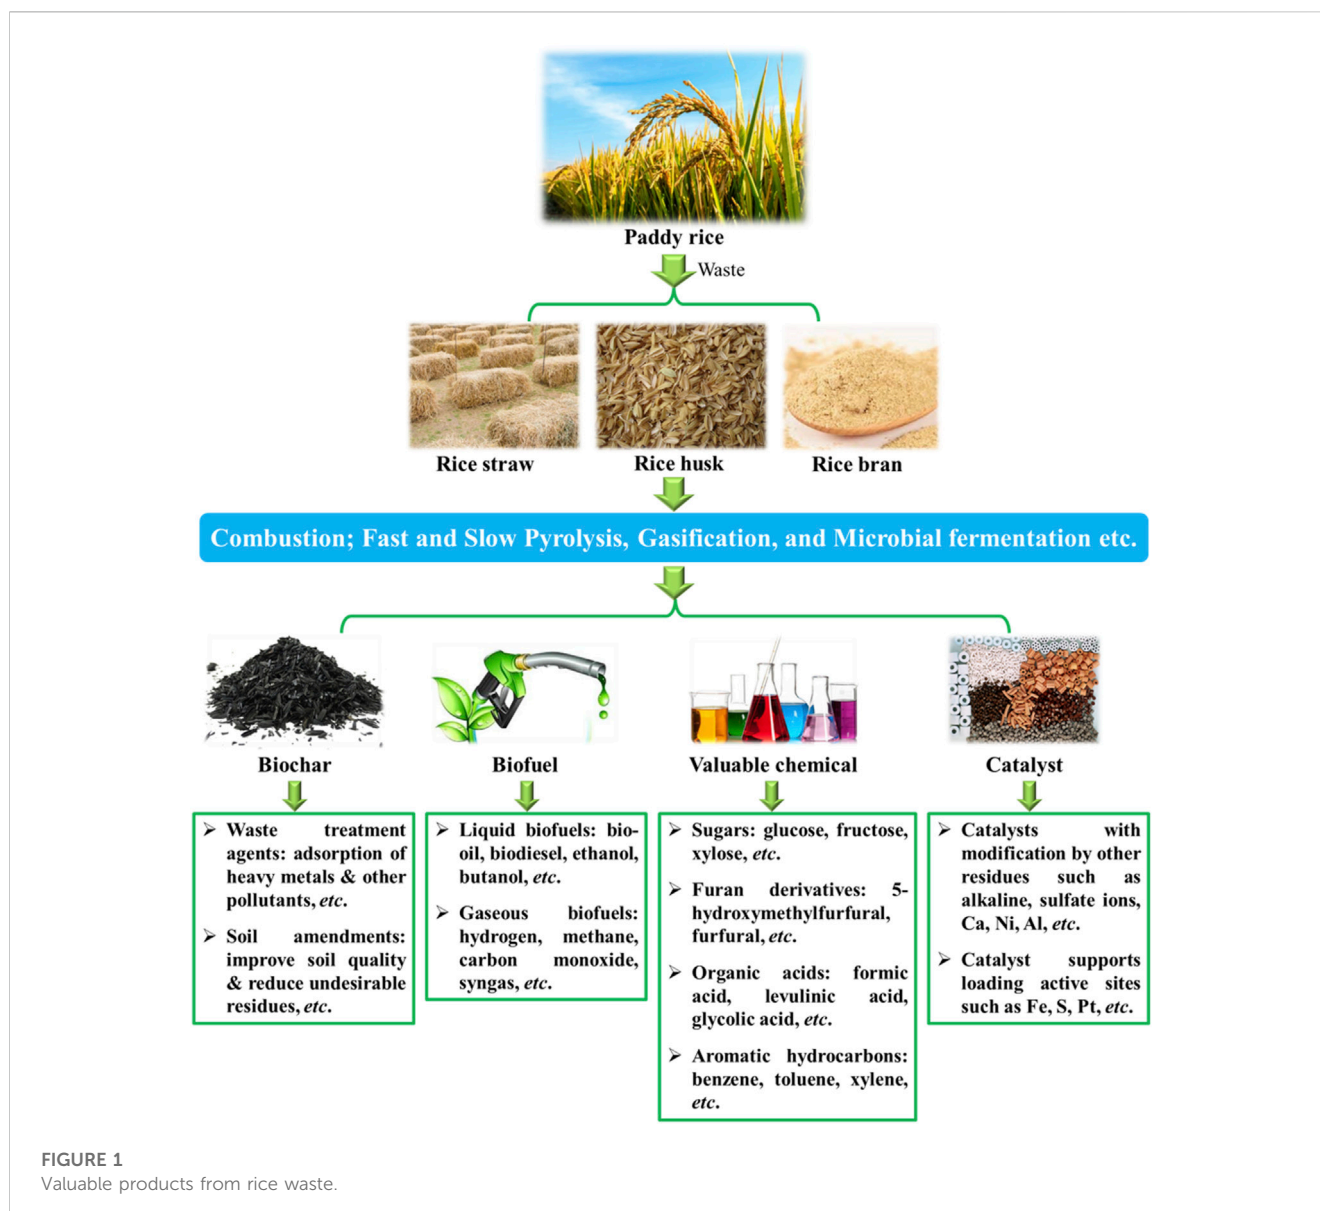 Paddy rice
Waste
Rice straw
Rice husk
Rice bran
Combustion; Fast and Slow Pyrolysis, Gasification, and Microbial fermentation etc.
Biochar
Biofuel
Valuable chemical
Catalyst
➢ Waste treatment
agents: adsorption of
heavy metals & other
pollutants, etc.
➢ Soil amendments:
improve soil quality
& reduce undesirable
residues, etc.
➢ Liquid biofuels: bio-
oil, biodiesel, ethanol,
butanol, etc.
➢ Gaseous biofuels:
hydrogen, methane,
carbon monoxide,
syngas, etc.
➢ Sugars: glucose, fructose,
xylose, etc.
➢ Furan derivatives: 5-
hydroxymethylfurfural,
furfural, etc.
➢ Organic acids: formic
acid, levulinic acid,
glycolic acid, etc.
➢ Aromatic hydrocarbons:
benzene, toluene, xylene,
etc.
➢ Catalysts with
modification by other
residues such as
alkaline, sulfate ions,
Ca, Ni, Al, etc.
➢ Catalyst supports
loading active sites
such as Fe, S, Pt, etc.
FIGURE 1
Valuable products from rice waste.